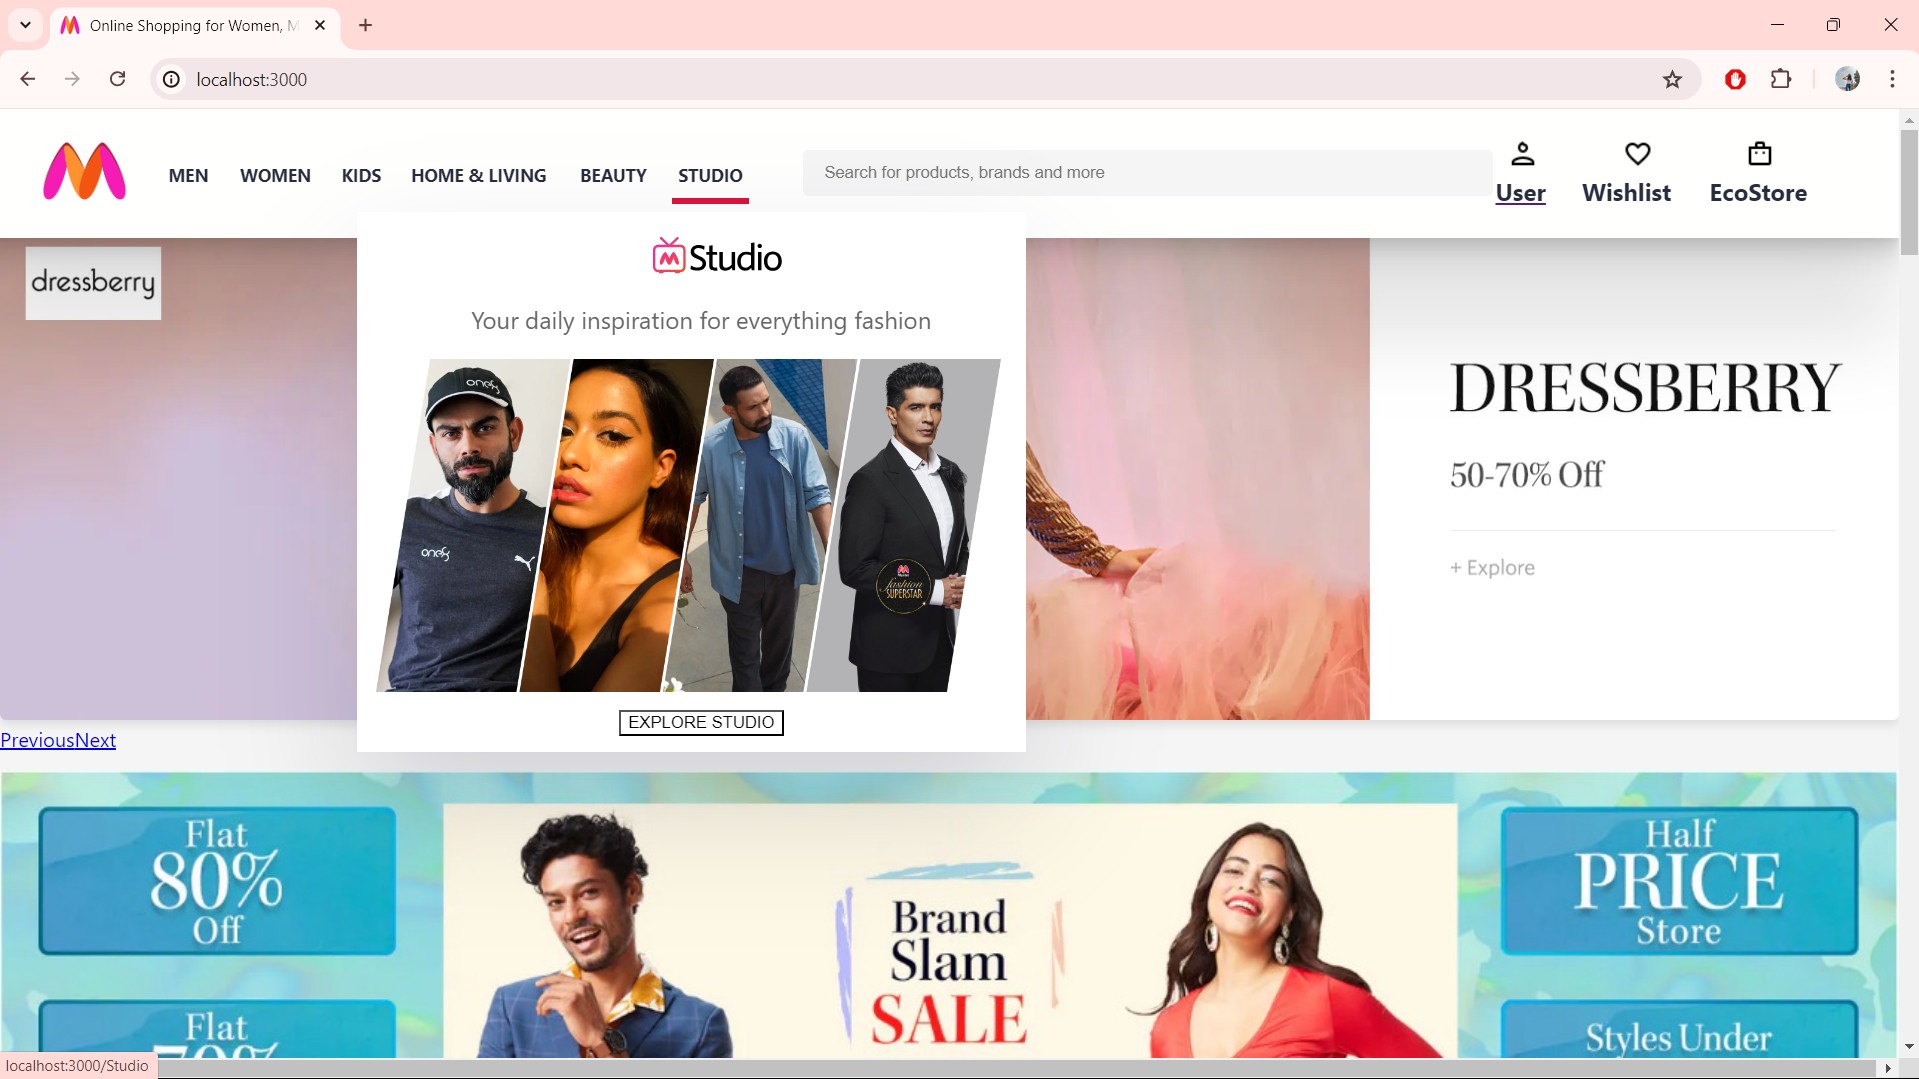 Online Shopping for Women, M
localhost:3000
MEN WOMEN KIDS HOME & LIVING BEAUTY STUDIO
Search for products, brands and more
User Wishlist EcoStore
dressberry
Studio
Your daily inspiration for everything fashion
one8
one8
Myntra
fashion
SUPERSTAR
EXPLORE STUDIO
DRESSBERRY
50-70% Off
+ Explore
PreviousNext
Flat
80%
Off
Brand
Slam
SALE
Half
PRICE
Store
Flat
70%
Styles Under
localhost:3000/Studio